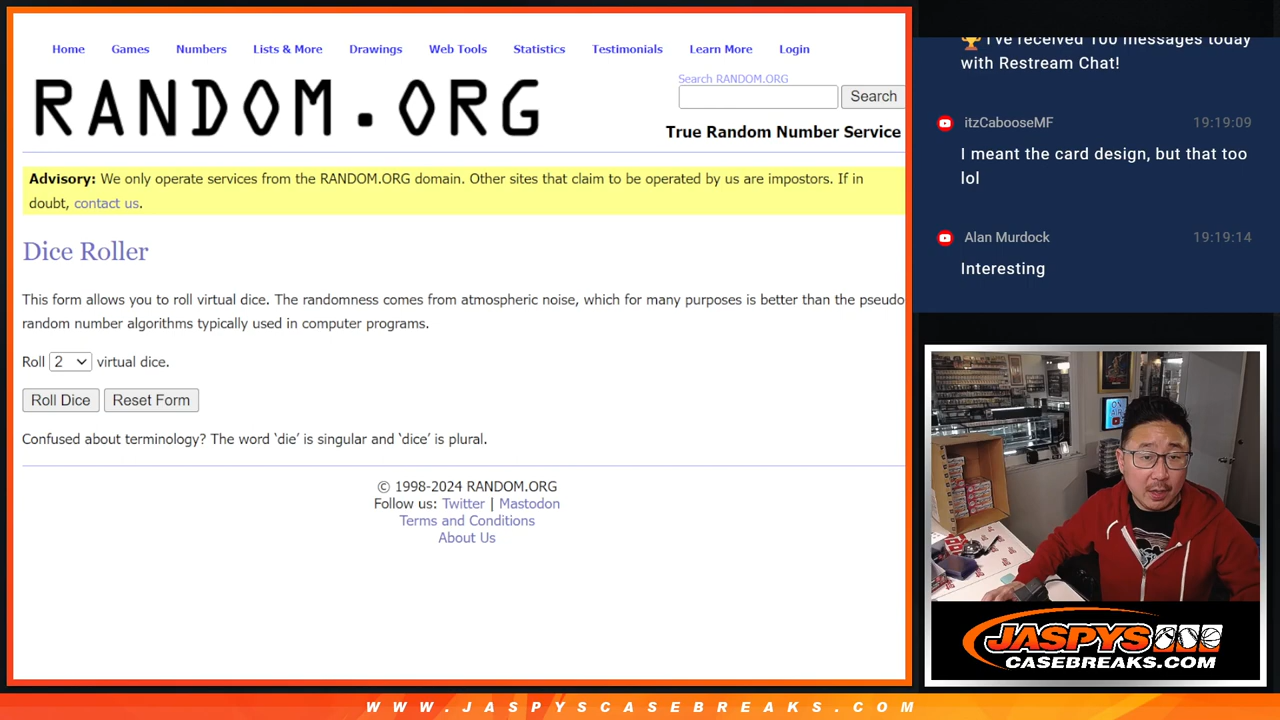 Home Games Numbers Lists & More Drawings Web Tools Statistics Testimonials Learn More Login
RANDOM.ORG
Search RANDOM.ORG
Search
True Random Number Service
Advisory: We only operate services from the RANDOM.ORG domain. Other sites that claim to be operated by us are impostors. If in
doubt, contact us.
Dice Roller
This form allows you to roll virtual dice. The randomness comes from atmospheric noise, which for many purposes is better than the pseudo
random number algorithms typically used in computer programs.
Roll 2 virtual dice.
Roll Dice Reset Form
Confused about terminology? The word ‘die’ is singular and ‘dice’ is plural.
© 1998-2024 RANDOM.ORG
Follow us: Twitter | Mastodon
Terms and Conditions
About Us
🏆 I've received 100 messages today
with Restream Chat!
itzCabooseMF 19:19:09
I meant the card design, but that too
lol
Alan Murdock 19:19:14
Interesting
ON
AIR
JASPYS
CASEBREAKS.COM
WWW.JASPYSCASEBREAKS.COM